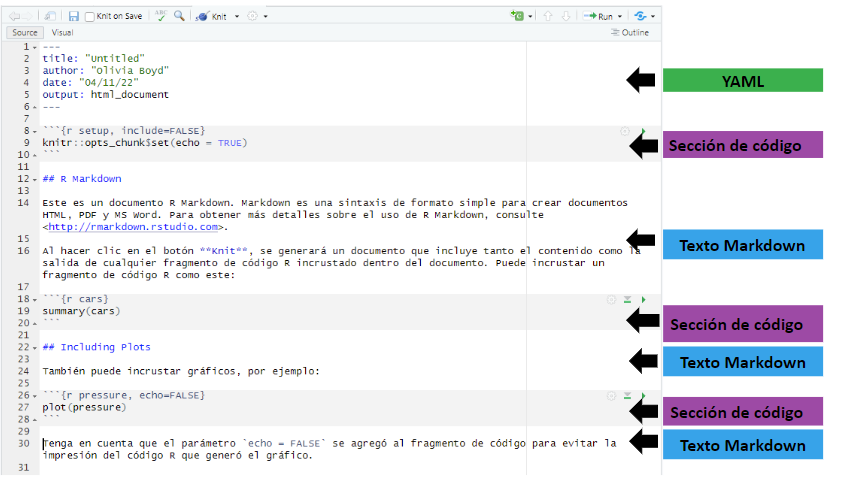 Knit on Save
ABC
Knit
Run
Source Visual
Outline
1 ---
2 title: "Untitled"
3 author: "Olivia Boyd"
4 date: "04/11/22"
5 output: html_document
6 ---
YAML
7
8 ```{r setup, include=FALSE}
9 knitr::opts_chunk$set(echo = TRUE)
10 ```
Sección de código
11
12 ## R Markdown
13
14 Este es un documento R Markdown. Markdown es una sintaxis de formato simple para crear documentos
HTML, PDF y MS Word. Para obtener más detalles sobre el uso de R Markdown, consulte
<http://rmarkdown.rstudio.com>.
15
16 Al hacer clic en el botón **Knit**, se generará un documento que incluye tanto el contenido como la
salida de cualquier fragmento de código R incrustado dentro del documento. Puede incrustar un
fragmento de código R como este:
Texto Markdown
17
18 ```{r cars}
19 summary(cars)
20 ```
Sección de código
21
22 ## Including Plots
23
24 También puede incrustar gráficos, por ejemplo:
Texto Markdown
25
26 ```{r pressure, echo=FALSE}
27 plot(pressure)
28 ```
Sección de código
29
30 Tenga en cuenta que el parámetro `echo = FALSE` se agregó al fragmento de código para evitar la
impresión del código R que generó el gráfico.
Texto Markdown
31